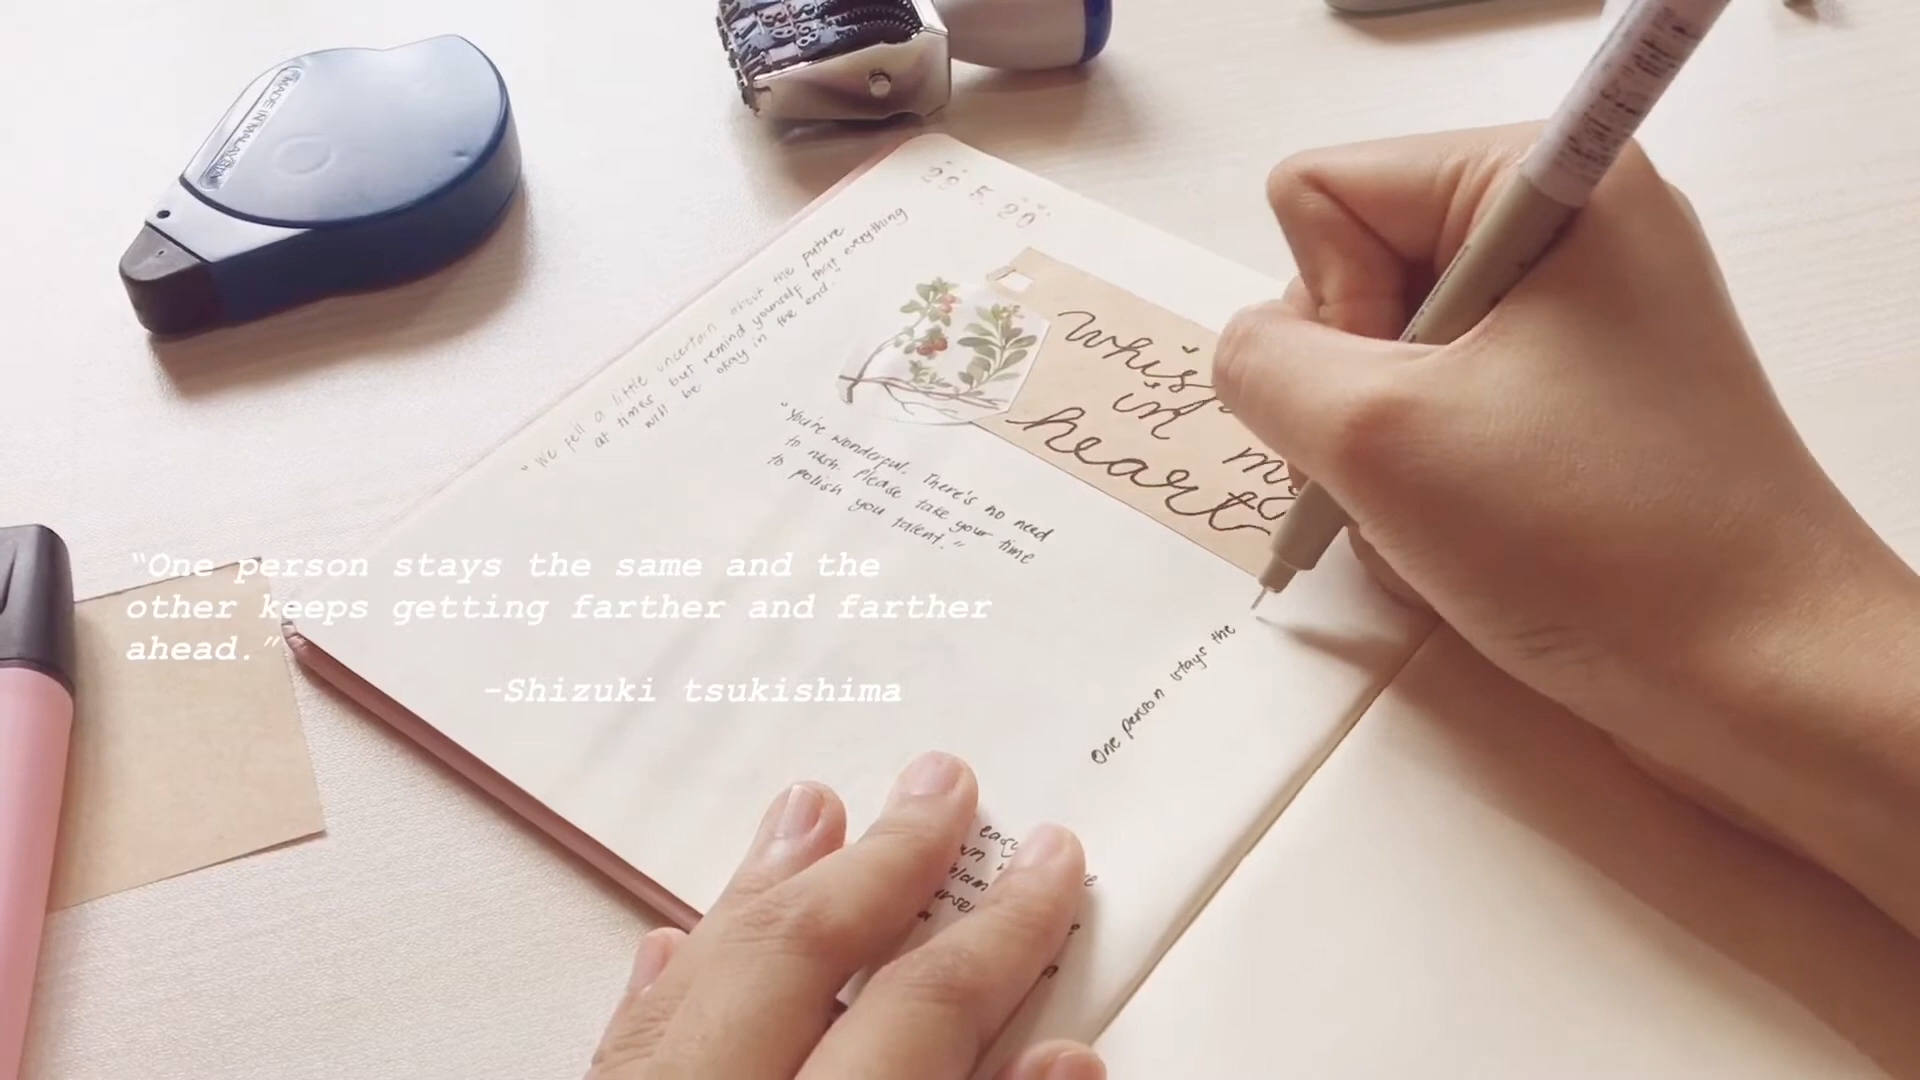 MADE IN MALAYSIA
29 5 20
"We fell a little uncertain about the future
at times but remind yourself that everything
will be okay in the end."
in my
heart
"You're wonderful. There's no need
to rush. Please take your time
to polish you talent."
"One person stays the same and the
other keeps getting farther and farther
ahead."
-Shizuki tsukishima
One person stays the
easy